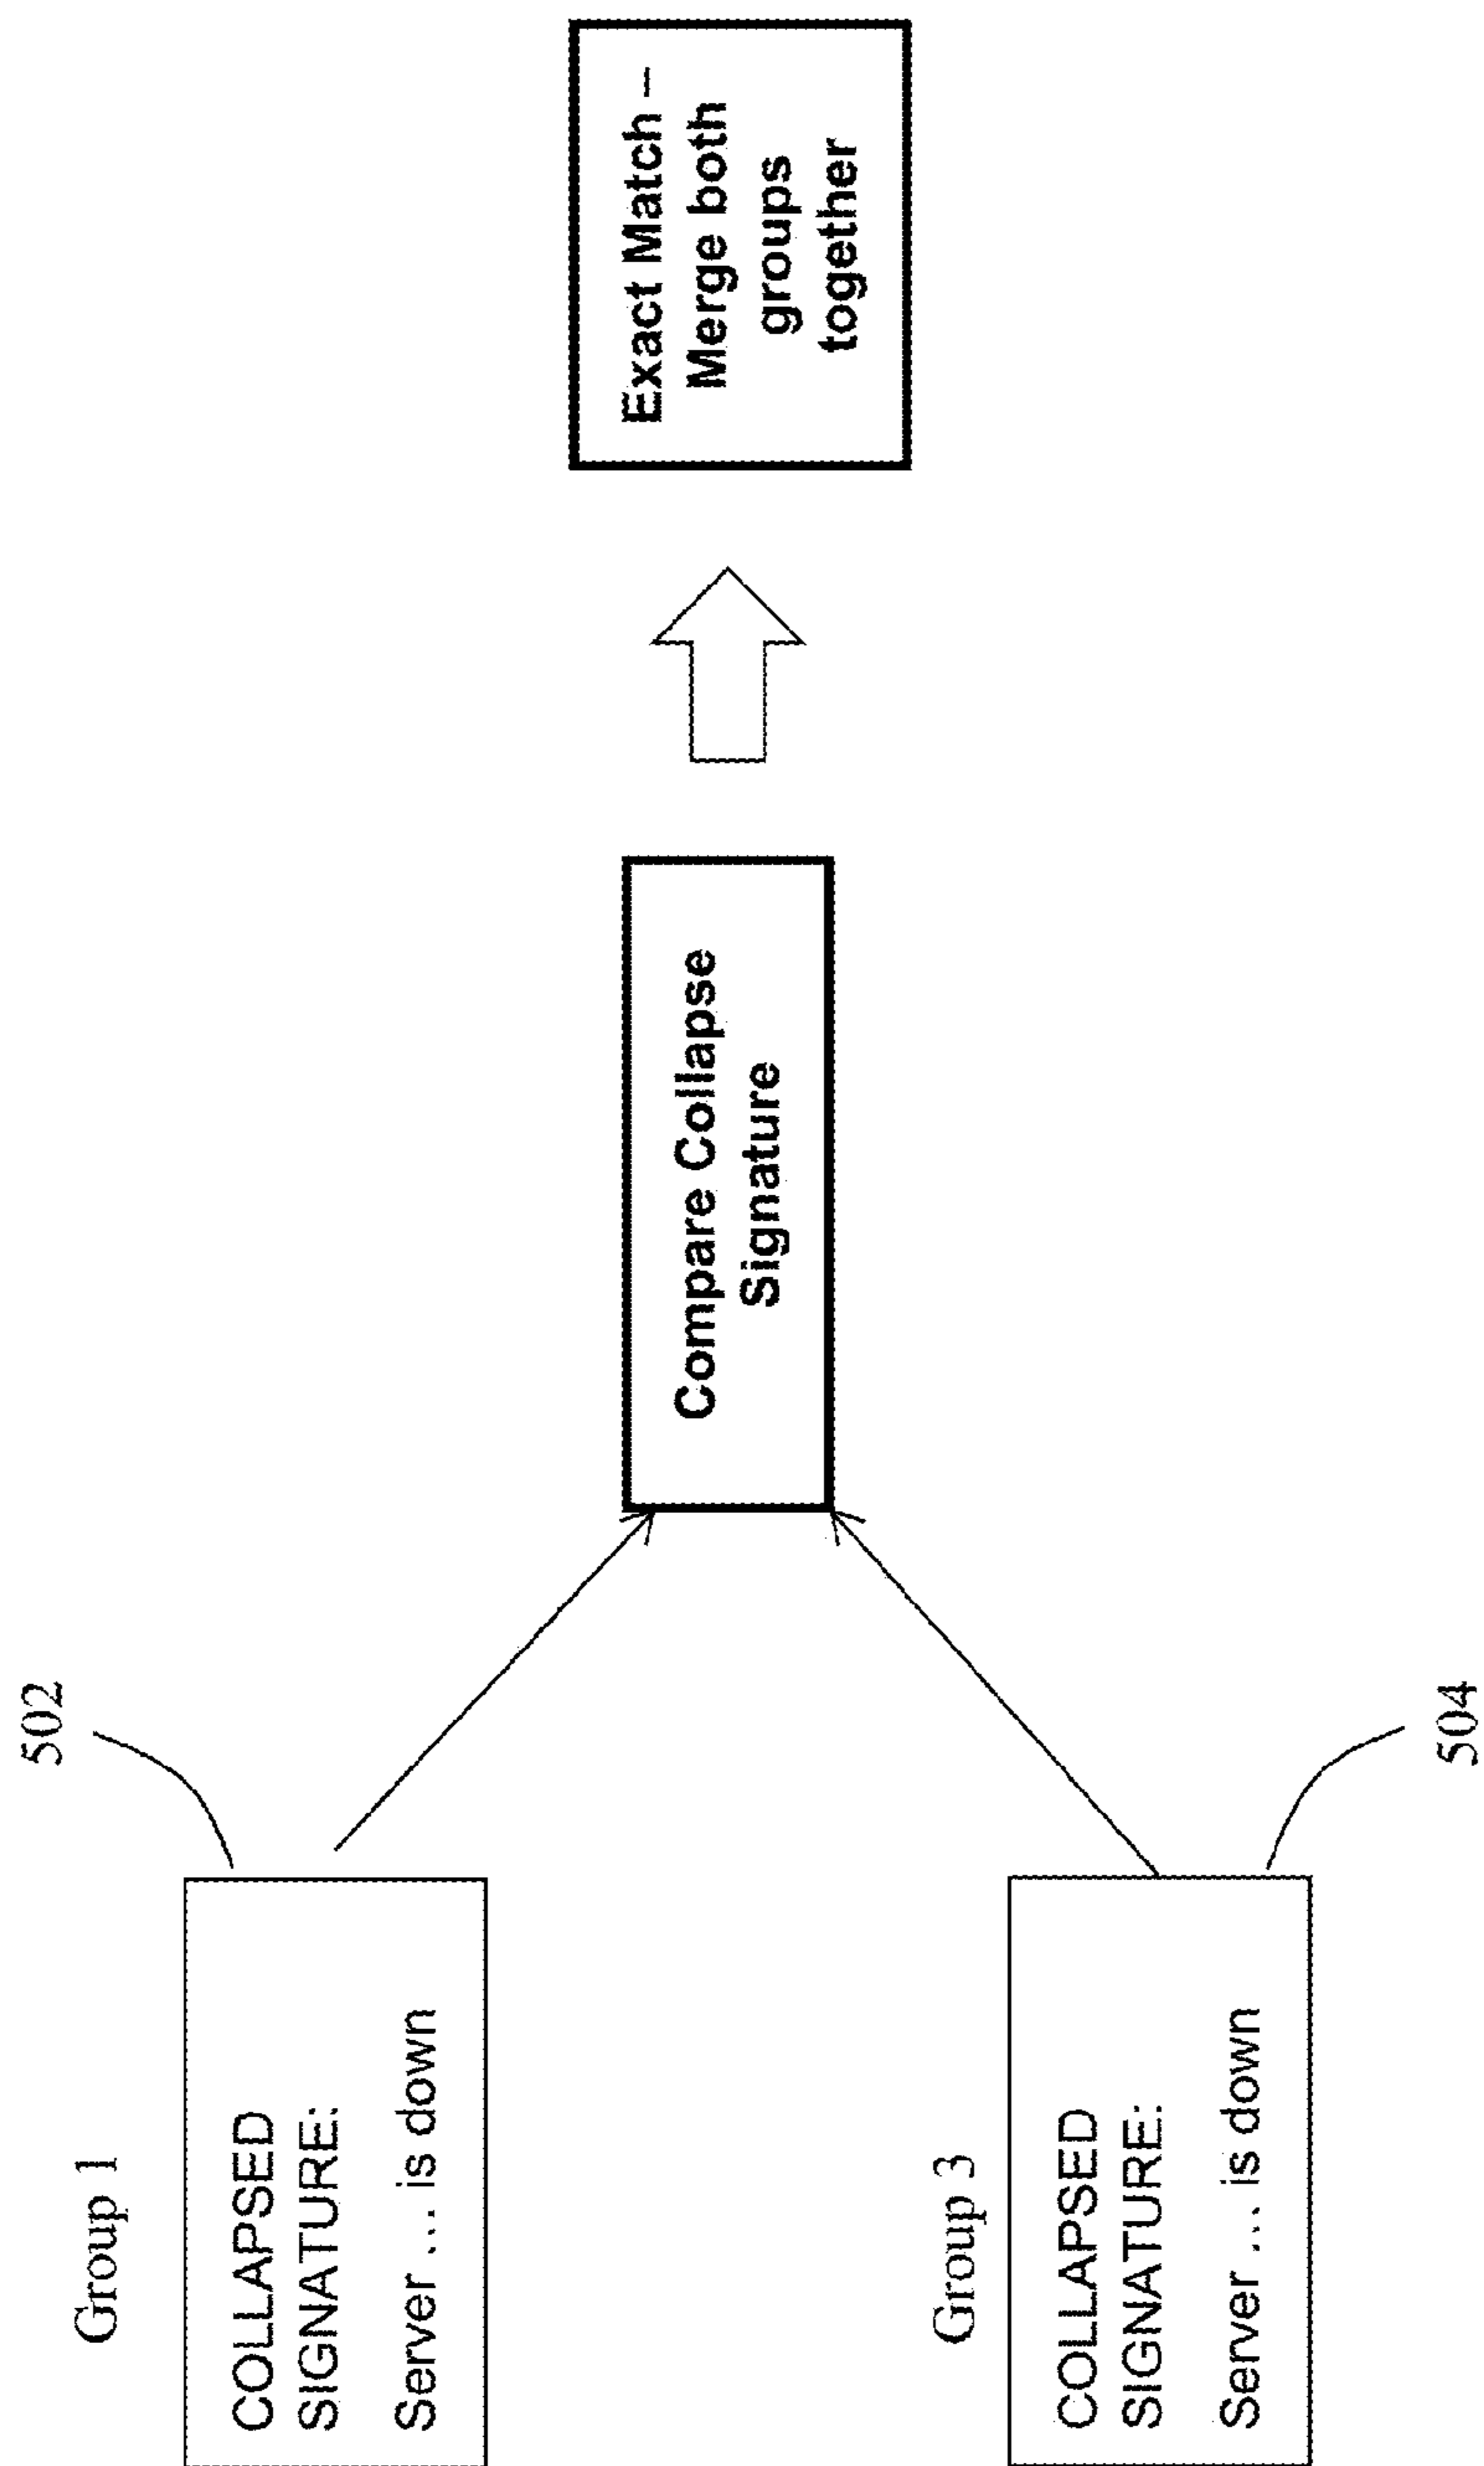 Group 1
502
COLLAPSED
SIGNATURE:
Server ... is down
Group 3
504
COLLAPSED
SIGNATURE:
Server ... is down
Compare Collapse
Signature
Exact Match –
Merge both
groups
together